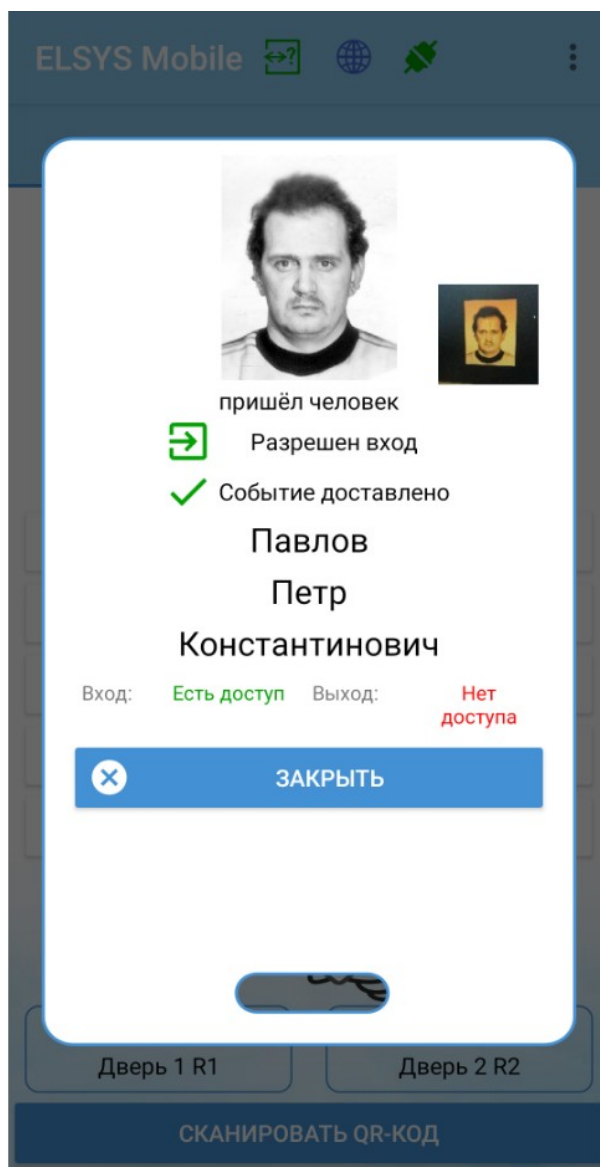 ELSYS Mobile
пришёл человек
Разрешен вход
Событие доставлено
Павлов
Петр
Константинович
Вход: Есть доступ Выход: Нет
доступа
ЗАКРЫТЬ
Дверь 1 R1 Дверь 2 R2
СКАНИРОВАТЬ QR-КОД